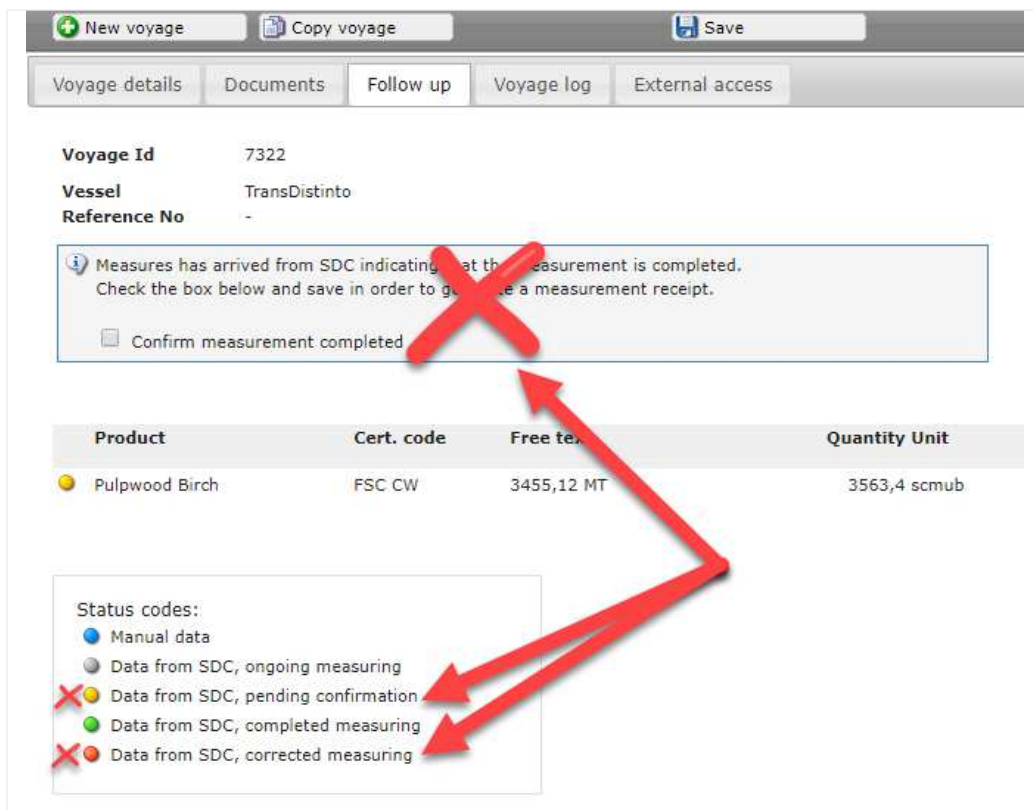 New voyage Copy voyage Save
Voyage details Documents Follow up Voyage log External access
Voyage Id 7322
Vessel TransDistinto
Reference No -
Measures has arrived from SDC indicating measurement is completed.
Check the box below and save in order to a measurement receipt.
Confirm measurement completed
Product Cert. code Free Quantity Unit
Pulpwood Birch FSC CW 3455,12 MT 3563,4 scmub
Status codes:
Manual data
Data from SDC, ongoing measuring
Data from SDC, pending confirmation
Data from SDC, completed measuring
Data from SDC, corrected measuring